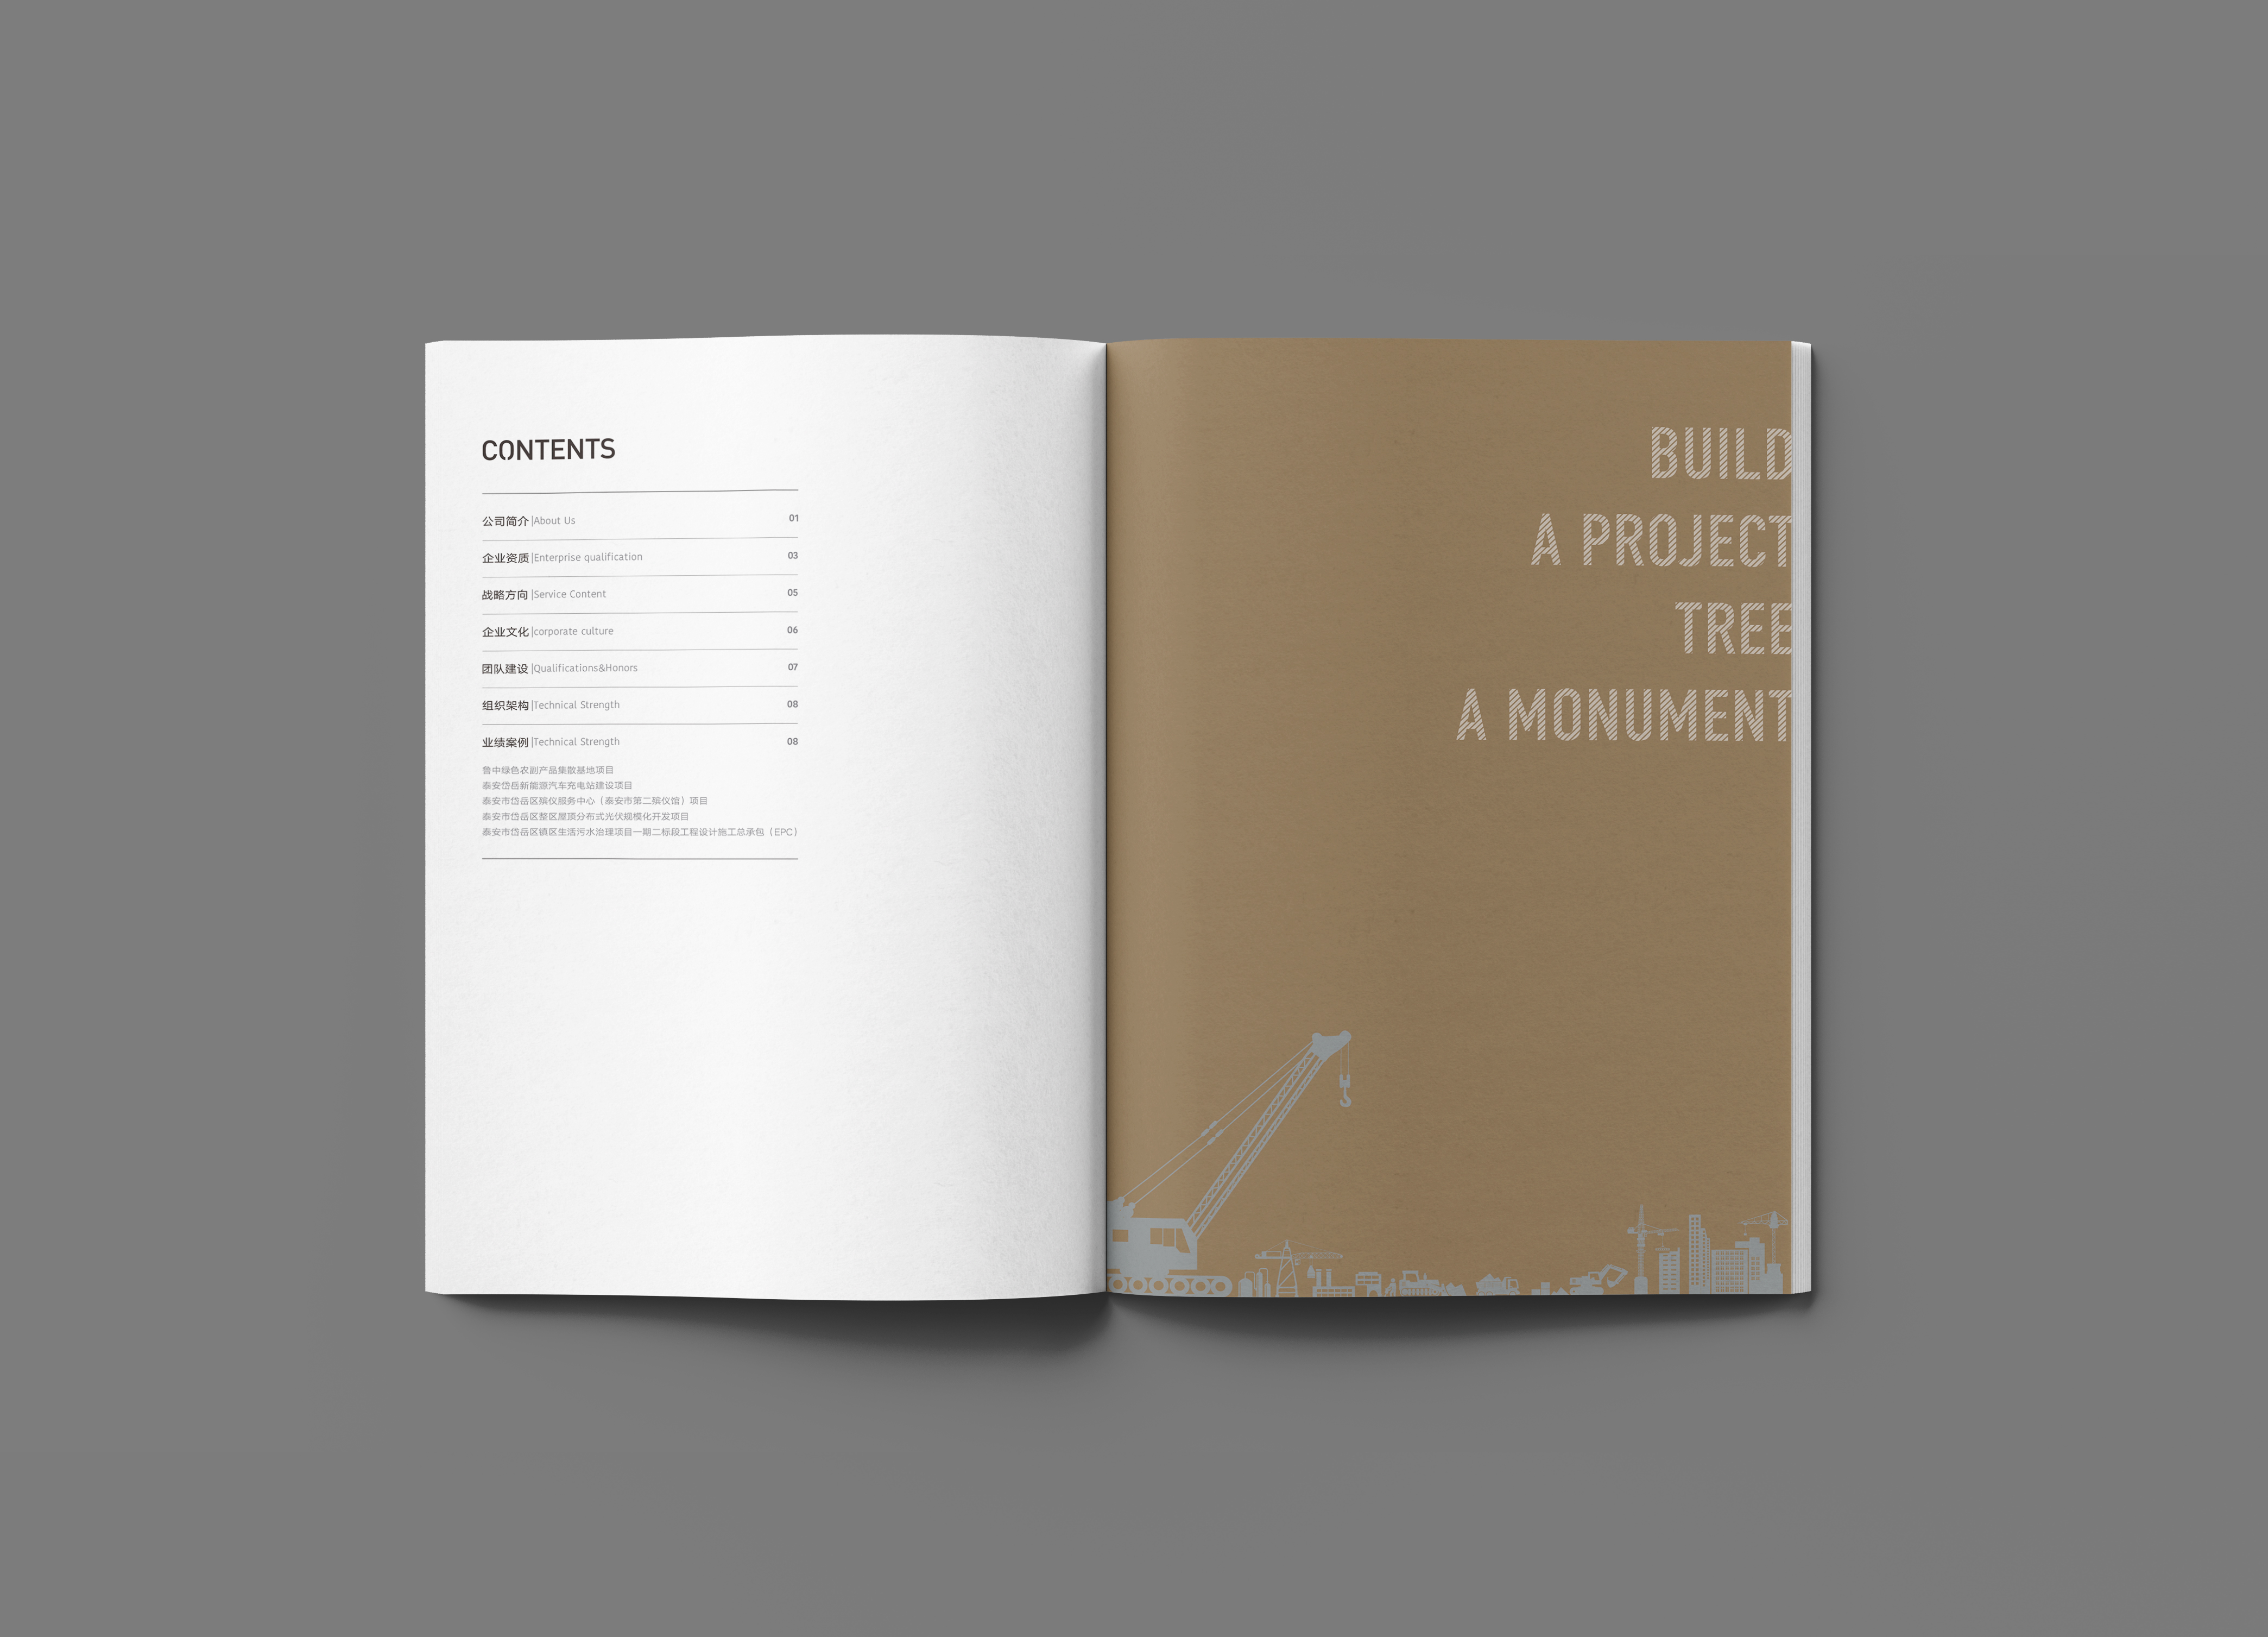 CONTENTS
公司简介|About Us 01
企业资质|Enterprise qualification 03
战略方向|Service Content 05
企业文化|corporate culture 06
团队建设|Qualifications&Honors 07
组织架构|Technical Strength 08
业绩案例|Technical Strength 08
鲁中绿色农副产品集散基地项目
泰安岱岳新能源汽车充电站建设项目
泰安市岱岳区殡仪服务中心（泰安市第二殡仪馆）项目
泰安市岱岳区整区屋顶分布式光伏规模化开发项目
泰安市岱岳区镇区生活污水治理项目一期二标段工程设计施工总承包（EPC）
BUILD
A PROJECT
TREE
A MONUMENT